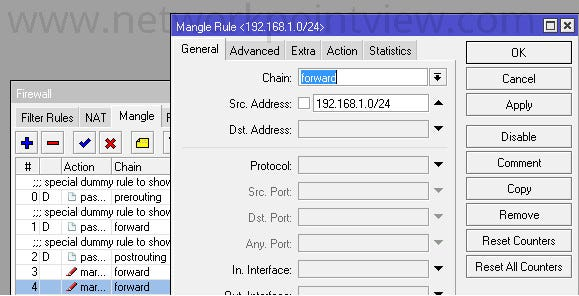 www.networkprintview.com
Mangle Rule <192.168.1.0/24>
General Advanced Extra Action Statistics
Chain: forward
Src. Address: 192.168.1.0/24
Dst. Address:
Protocol:
Src. Port:
Dst. Port:
Any. Port:
In. Interface:
Out. Interface:
OK
Cancel
Apply
Disable
Comment
Copy
Remove
Reset Counters
Reset All Counters
Firewall
Filter Rules NAT Mangle
# Action Chain
;;; special dummy rule to show
0 D pas... prerouting
;;; special dummy rule to show
1 D pas... forward
;;; special dummy rule to show
2 D pas... postrouting
3 mar... forward
4 mar... forward